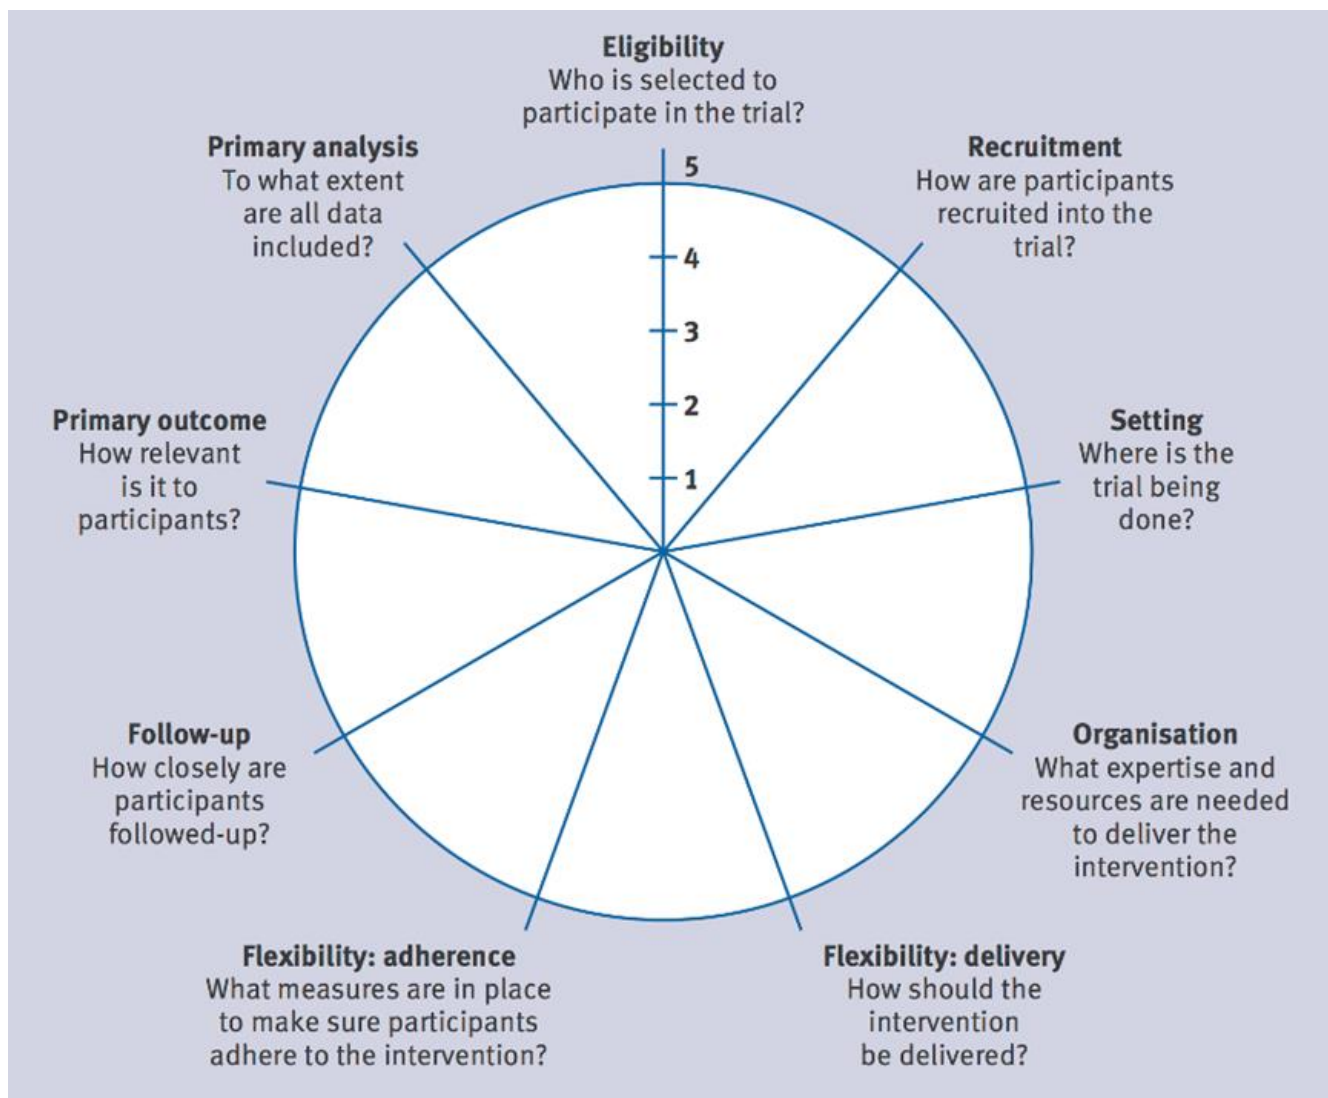 Eligibility
Who is selected to
participate in the trial?
Recruitment
How are participants
recruited into the
trial?
Setting
Where is the
trial being
done?
Organisation
What expertise and
resources are needed
to deliver the
intervention?
Flexibility: delivery
How should the
intervention
be delivered?
Flexibility: adherence
What measures are in place
to make sure participants
adhere to the intervention?
Follow-up
How closely are
participants
followed-up?
Primary outcome
How relevant
is it to
participants?
Primary analysis
To what extent
are all data
included?
5
4
3
2
1